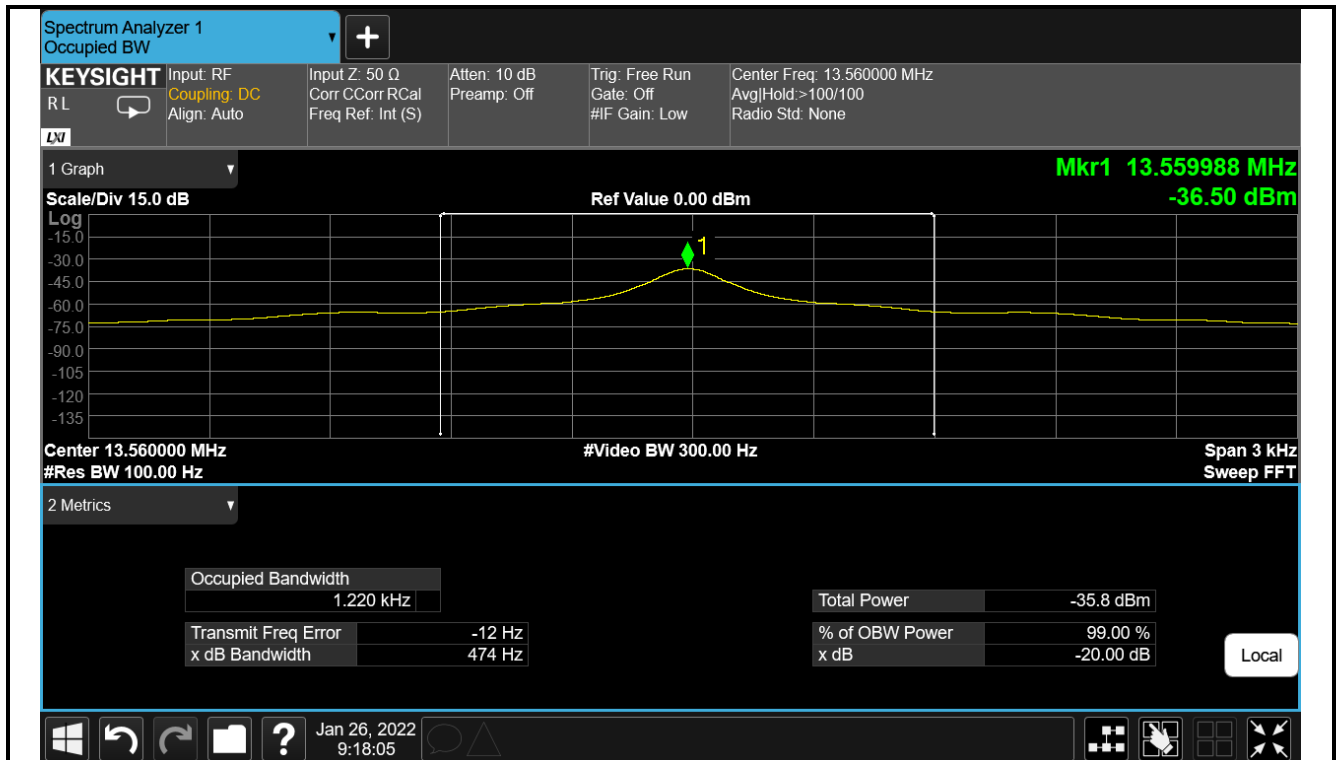 Spectrum Analyzer 1
Occupied BW
KEYSIGHT
R L
LXI
Input: RF
Coupling: DC
Align: Auto
Input Z: 50 Ω
Corr CCorr RCal
Freq Ref: Int (S)
Atten: 10 dB
Preamp: Off
Trig: Free Run
Gate: Off
#IF Gain: Low
Center Freq: 13.560000 MHz
Avg|Hold:>100/100
Radio Std: None
1 Graph
Mkr1 13.559988 MHz
-36.50 dBm
Scale/Div 15.0 dB
Ref Value 0.00 dBm
Log
-15.0
-30.0
-45.0
-60.0
-75.0
-90.0
-105
-120
-135
1
Center 13.560000 MHz
#Video BW 300.00 Hz
Span 3 kHz
#Res BW 100.00 Hz
Sweep FFT
2 Metrics
Occupied Bandwidth
1.220 kHz
Total Power -35.8 dBm
Transmit Freq Error -12 Hz
% of OBW Power 99.00 %
x dB Bandwidth 474 Hz
x dB -20.00 dB
Local
?
Jan 26, 2022
9:18:05